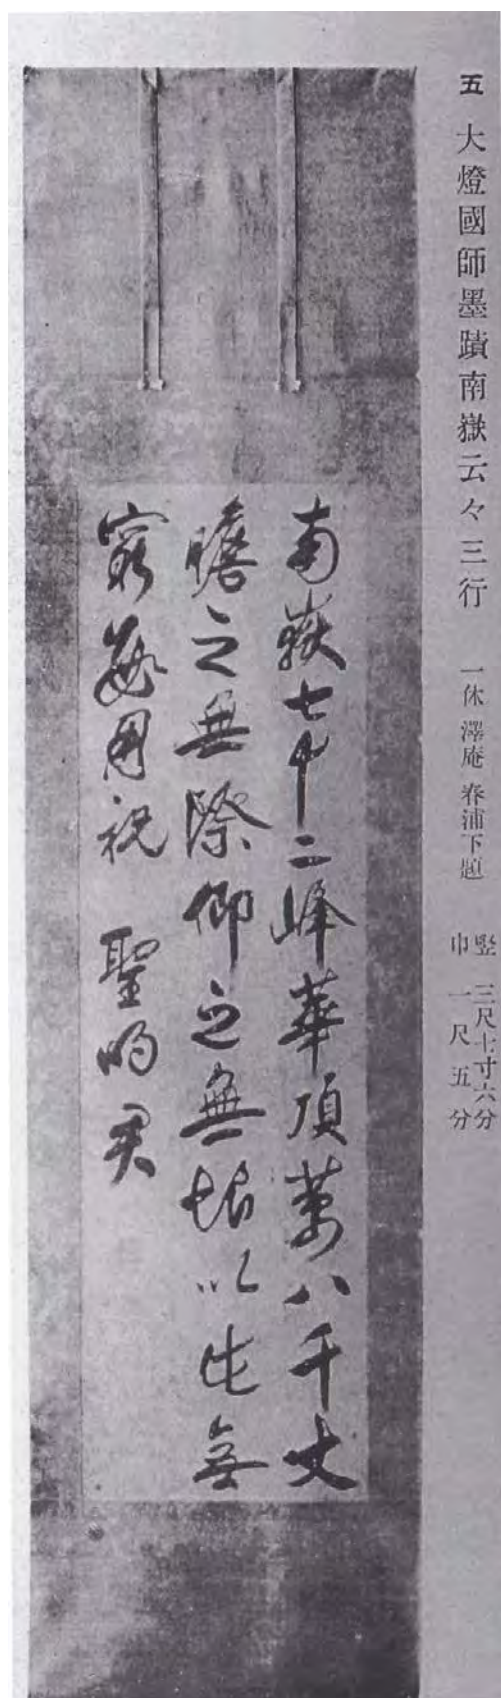 五 大燈國師墨蹟南嶽云々三行 一休 澤庵 春浦下題
竪 三尺七寸六分
巾 一尺五分
南嶽七十二峰華頂萬八千丈
瞻之無際仰之無垠以此無
窮數用祝 聖明君